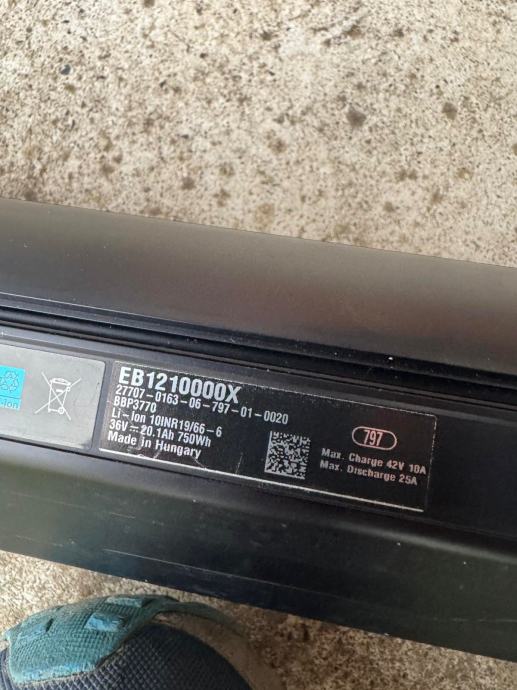 EB1210000X
27707-0163-06-797-01-0020
BBP3770
Li-Ion 10INR19/66-6
36V⎓20.1Ah 750Wh
Made in Hungary
797
Max. Charge 42V 10A
Max. Discharge 25A